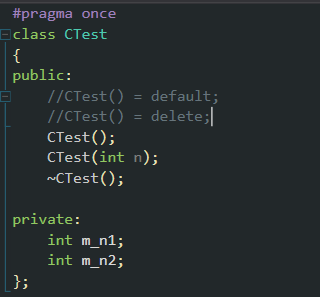 #pragma once
class CTest
{
public:
    //CTest() = default;
    //CTest() = delete;
    CTest();
    CTest(int n);
    ~CTest();

private:
    int m_n1;
    int m_n2;
};